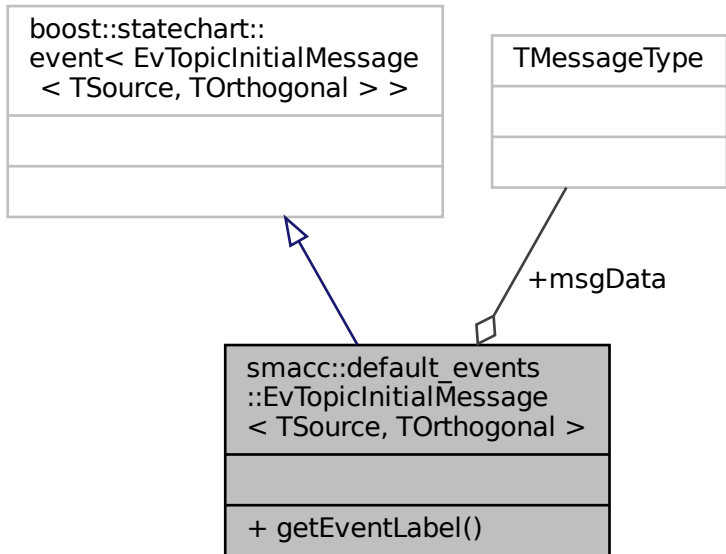 boost::statechart::
event< EvTopicInitialMessage
< TSource, TOrthogonal > >
TMessageType
+msgData
smacc::default_events
::EvTopicInitialMessage
< TSource, TOrthogonal >
+ getEventLabel()